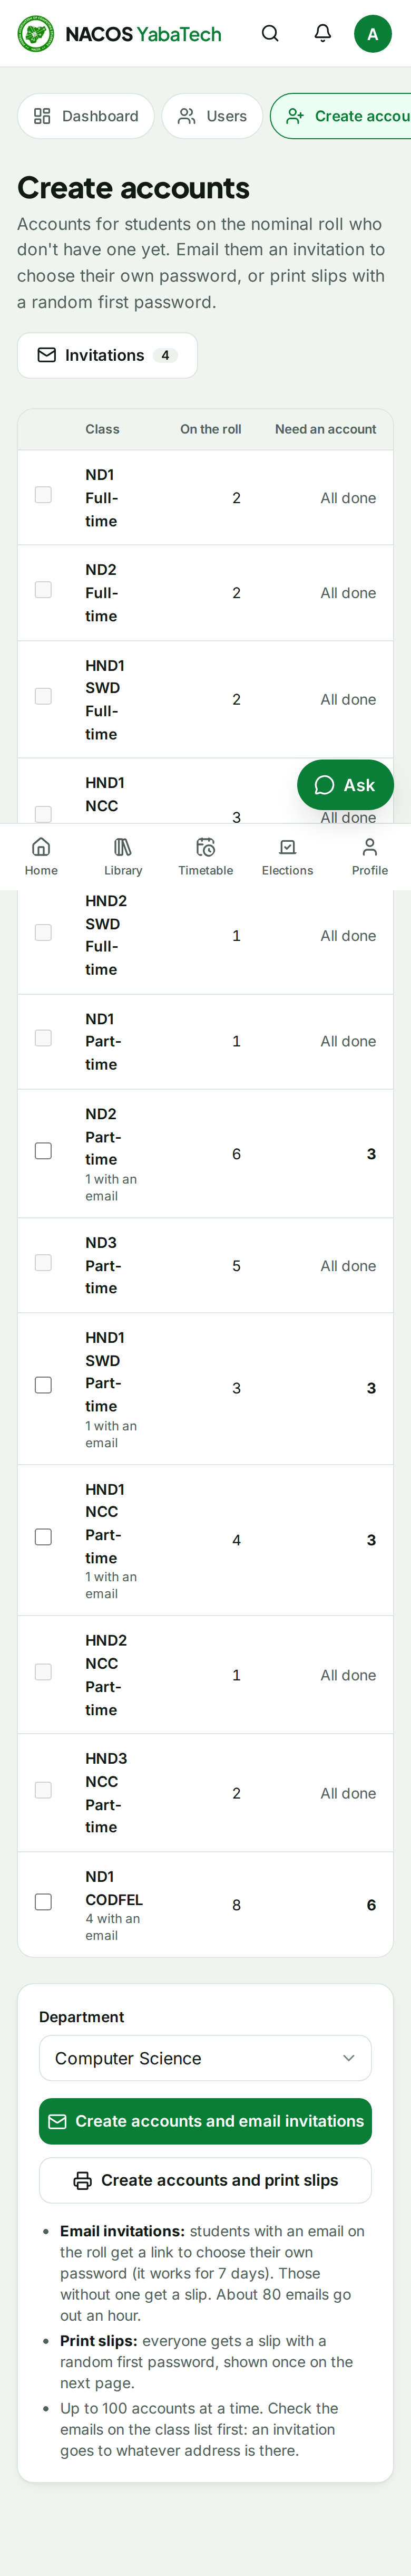 NACOS YabaTech
A
Dashboard
Users
Create accou
Create accounts
Accounts for students on the nominal roll who
don't have one yet. Email them an invitation to
choose their own password, or print slips with
a random first password.
Invitations 4
Class On the roll Need an account
ND1
Full-
time
2 All done
ND2
Full-
time
2 All done
HND1
SWD
Full-
time
2 All done
HND1
NCC
3 All done
Ask
Home Library Timetable Elections Profile
HND2
SWD
Full-
time
1 All done
ND1
Part-
time
1 All done
ND2
Part-
time
1 with an
email
6 3
ND3
Part-
time
5 All done
HND1
SWD
Part-
time
1 with an
email
3 3
HND1
NCC
Part-
time
1 with an
email
4 3
HND2
NCC
Part-
time
1 All done
HND3
NCC
Part-
time
2 All done
ND1
CODFEL
4 with an
email
8 6
Department
Computer Science
Create accounts and email invitations
Create accounts and print slips
• Email invitations: students with an email on
the roll get a link to choose their own
password (it works for 7 days). Those
without one get a slip. About 80 emails go
out an hour.
• Print slips: everyone gets a slip with a
random first password, shown once on the
next page.
• Up to 100 accounts at a time. Check the
emails on the class list first: an invitation
goes to whatever address is there.